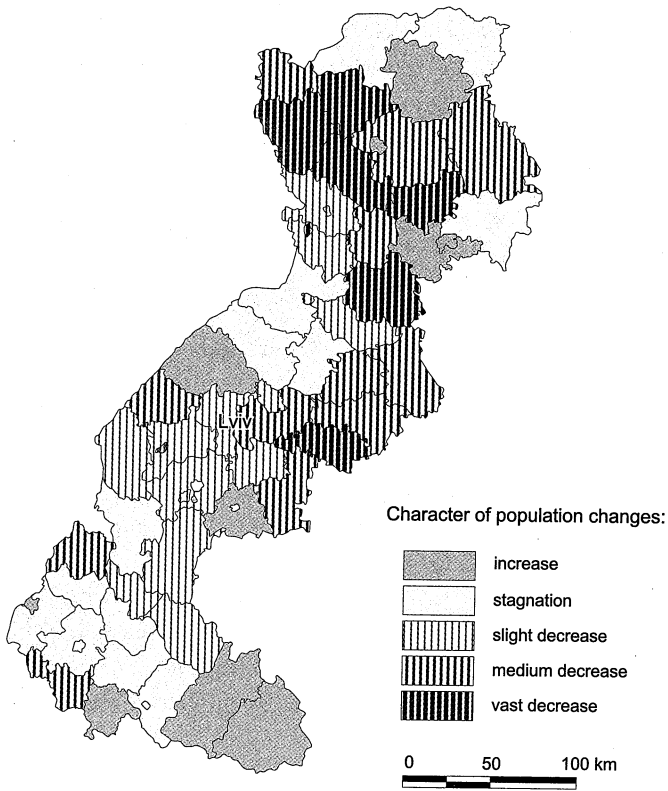 Lviv
Character of population changes:
increase
stagnation
slight decrease
medium decrease
vast decrease
0 50 100 km